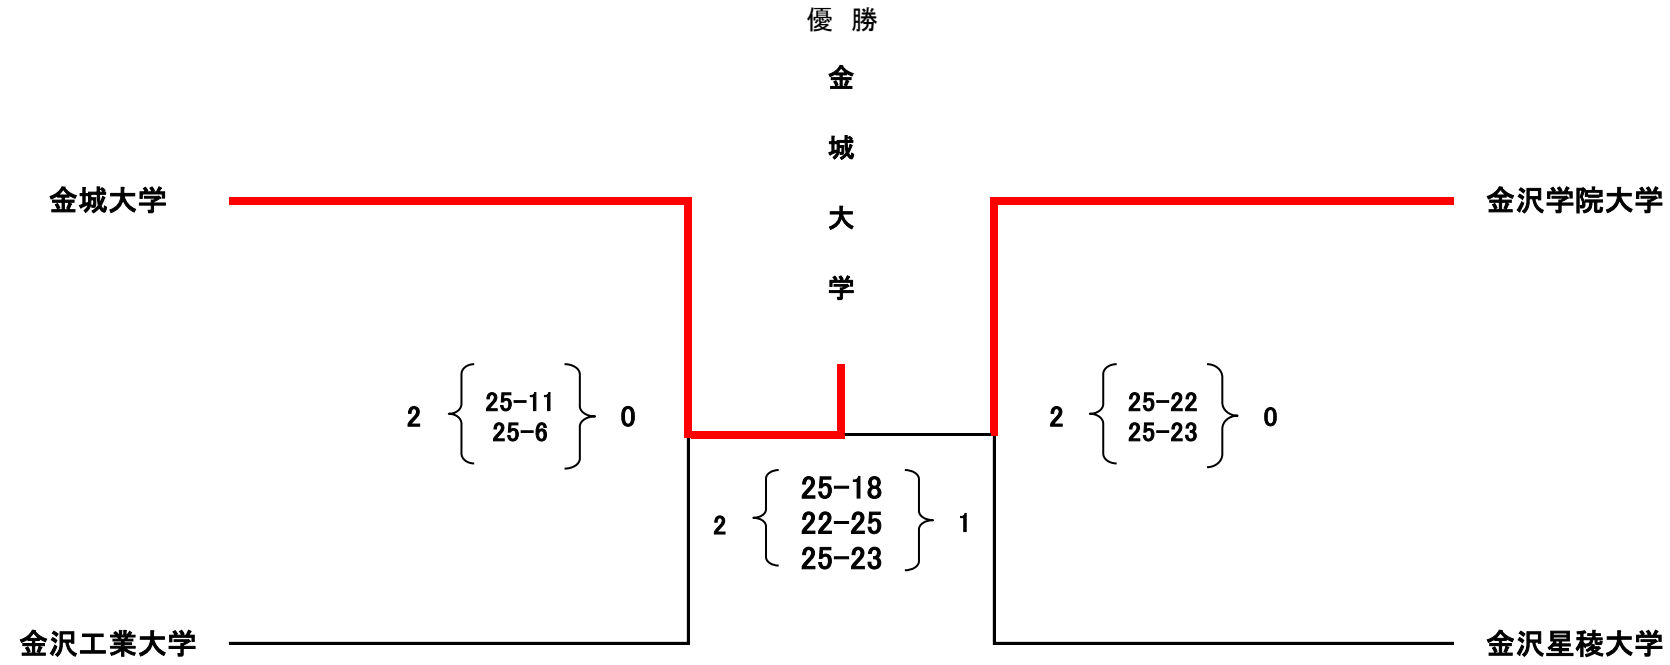 優 勝
金
城
大
学
金城大学
金沢学院大学
2
25-11
25-6
0
2
25-22
25-23
0
2
25-18
22-25
25-23
1
金沢工業大学
金沢星稜大学